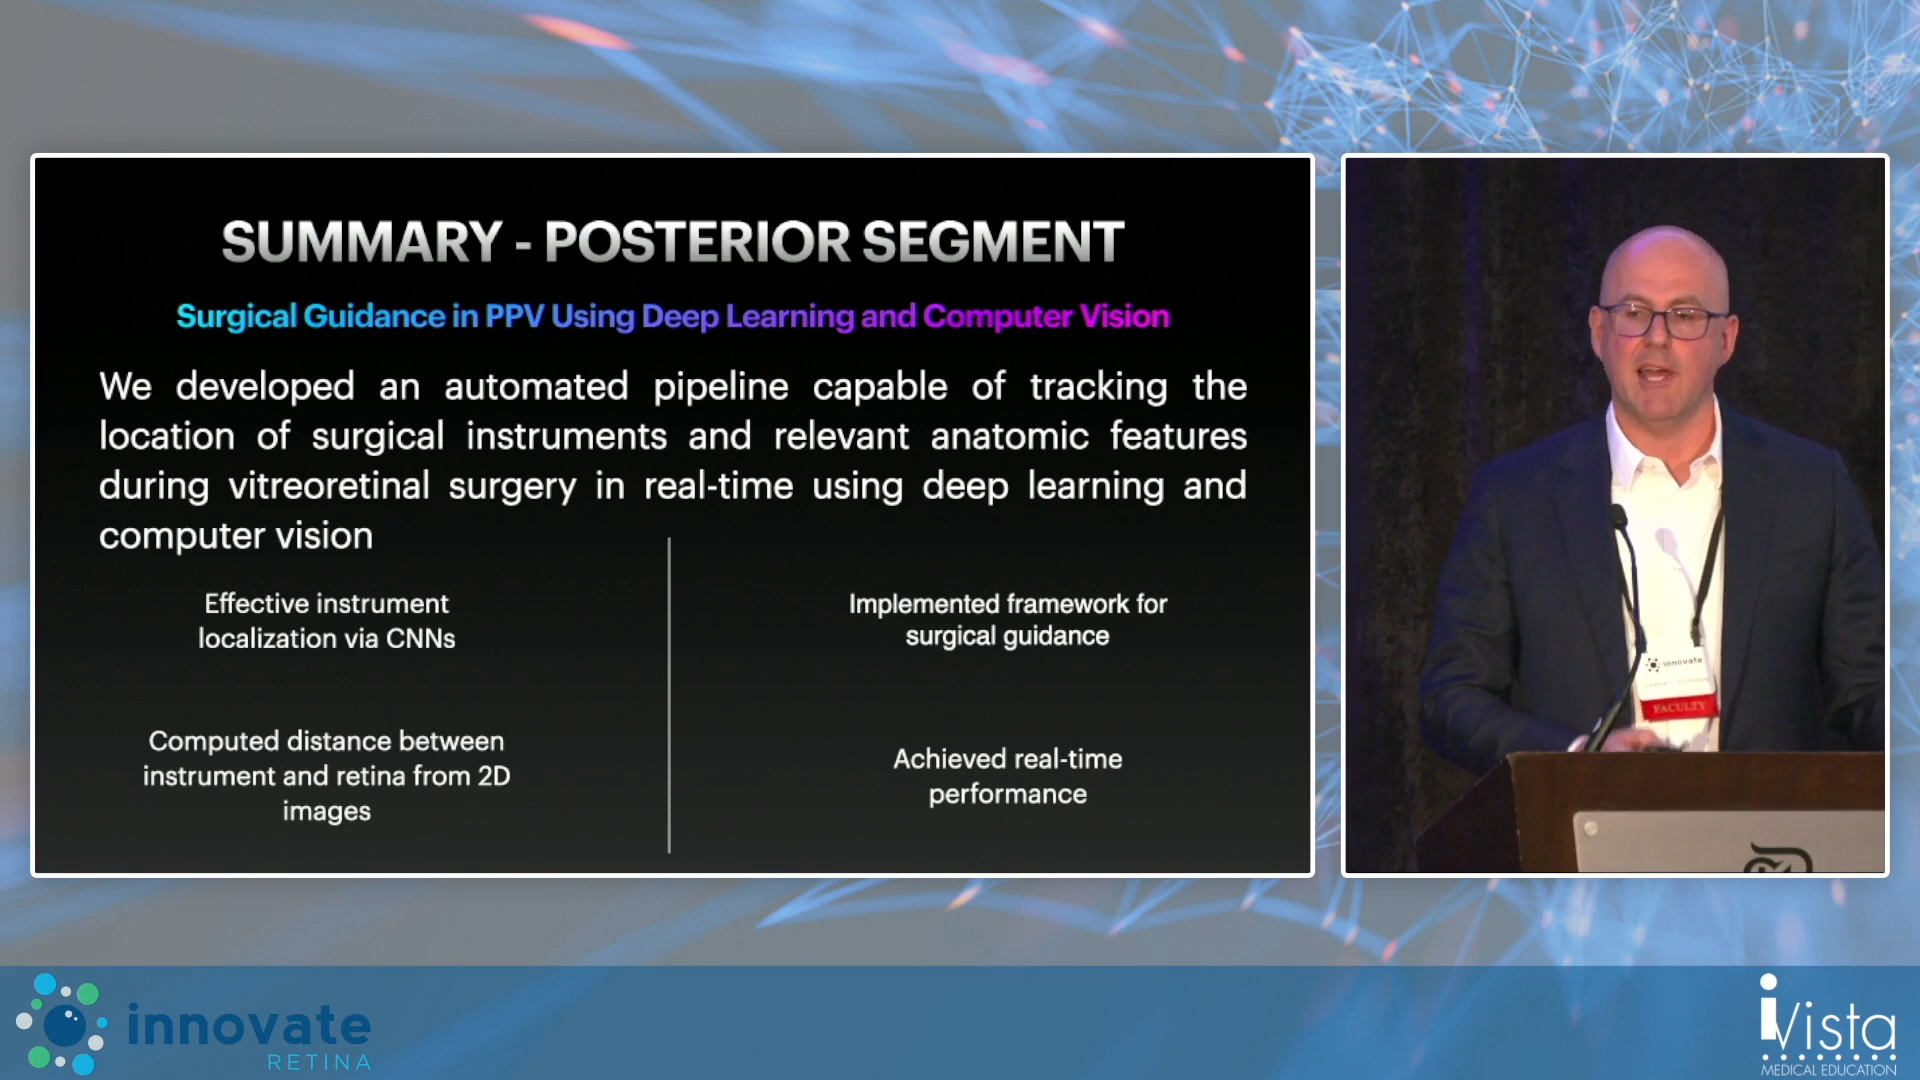 SUMMARY - POSTERIOR SEGMENT
Surgical Guidance in PPV Using Deep Learning and Computer Vision
We developed an automated pipeline capable of tracking the
location of surgical instruments and relevant anatomic features
during vitreoretinal surgery in real-time using deep learning and
computer vision
Effective instrument
localization via CNNs
Computed distance between
instrument and retina from 2D
images
Implemented framework for
surgical guidance
Achieved real-time
performance
innovate
FACULTY
innovate
RETINA
iVista
MEDICAL EDUCATION